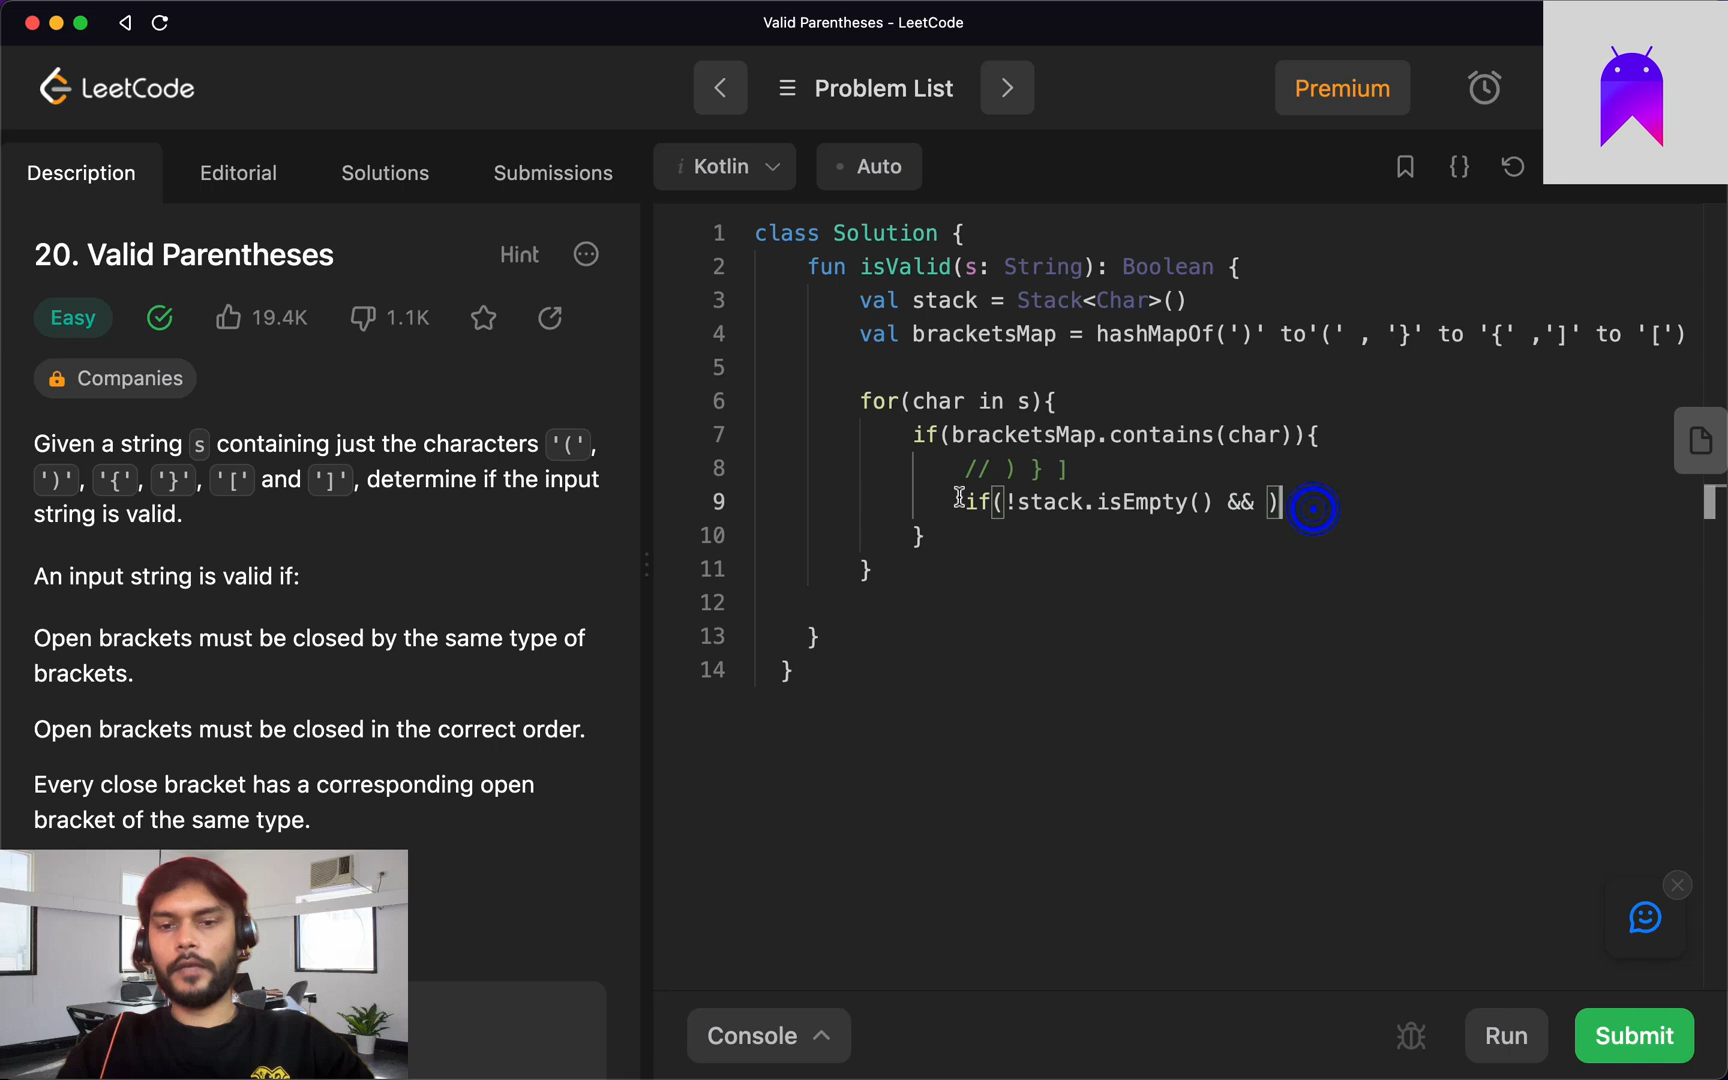 Valid Parentheses - LeetCode
LeetCode
Problem List
Premium
Description
Editorial
Solutions
Submissions
i Kotlin
Auto
20. Valid Parentheses
Hint
Easy
19.4K
1.1K
Companies
Given a string s containing just the characters '(',
')', '{', '}', '[' and ']', determine if the input
string is valid.
An input string is valid if:
Open brackets must be closed by the same type of
brackets.
Open brackets must be closed in the correct order.
Every close bracket has a corresponding open
bracket of the same type.
1 class Solution {
2 fun isValid(s: String): Boolean {
3 val stack = Stack<Char>()
4 val bracketsMap = hashMapOf(')' to'(' , '}' to '{' ,']' to '[')
5
6 for(char in s){
7 if(bracketsMap.contains(char)){
8 // ) } ]
9 if(!stack.isEmpty() && )
10 }
11 }
12
13 }
14 }
Console
Run
Submit